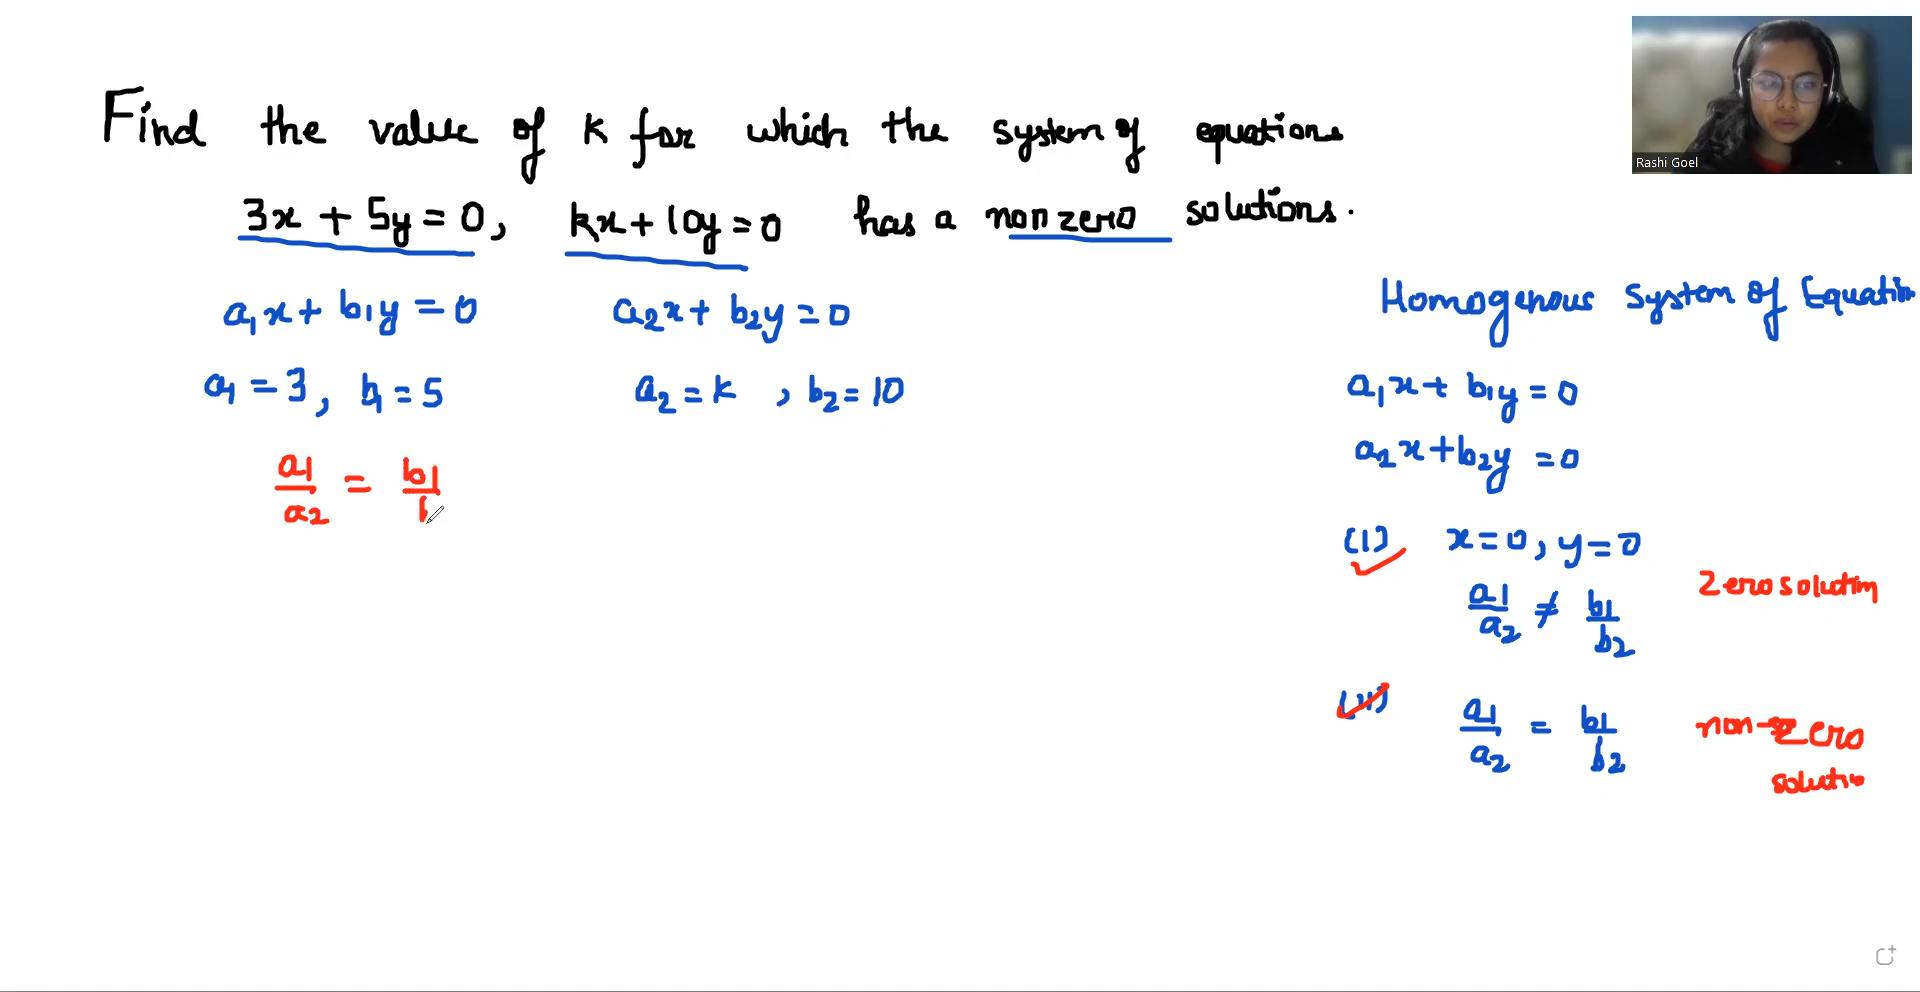 Find the value of k for which the system of equations
3x + 5y = 0, kx + 10y = 0 has a non zero solutions.
a1x + b1y = 0 a2x + b2y = 0
a1 = 3, b1 = 5 a2 = k , b2 = 10
a1/a2 = b1/b
Homogenous System of Equation
a1x + b1y = 0
a2x + b2y = 0
(I) x = 0, y = 0
a1/a2 ≠ b1/b2
Zero solution
(II) a1/a2 = b1/b2
non-zero
solutio
Rashi Goel